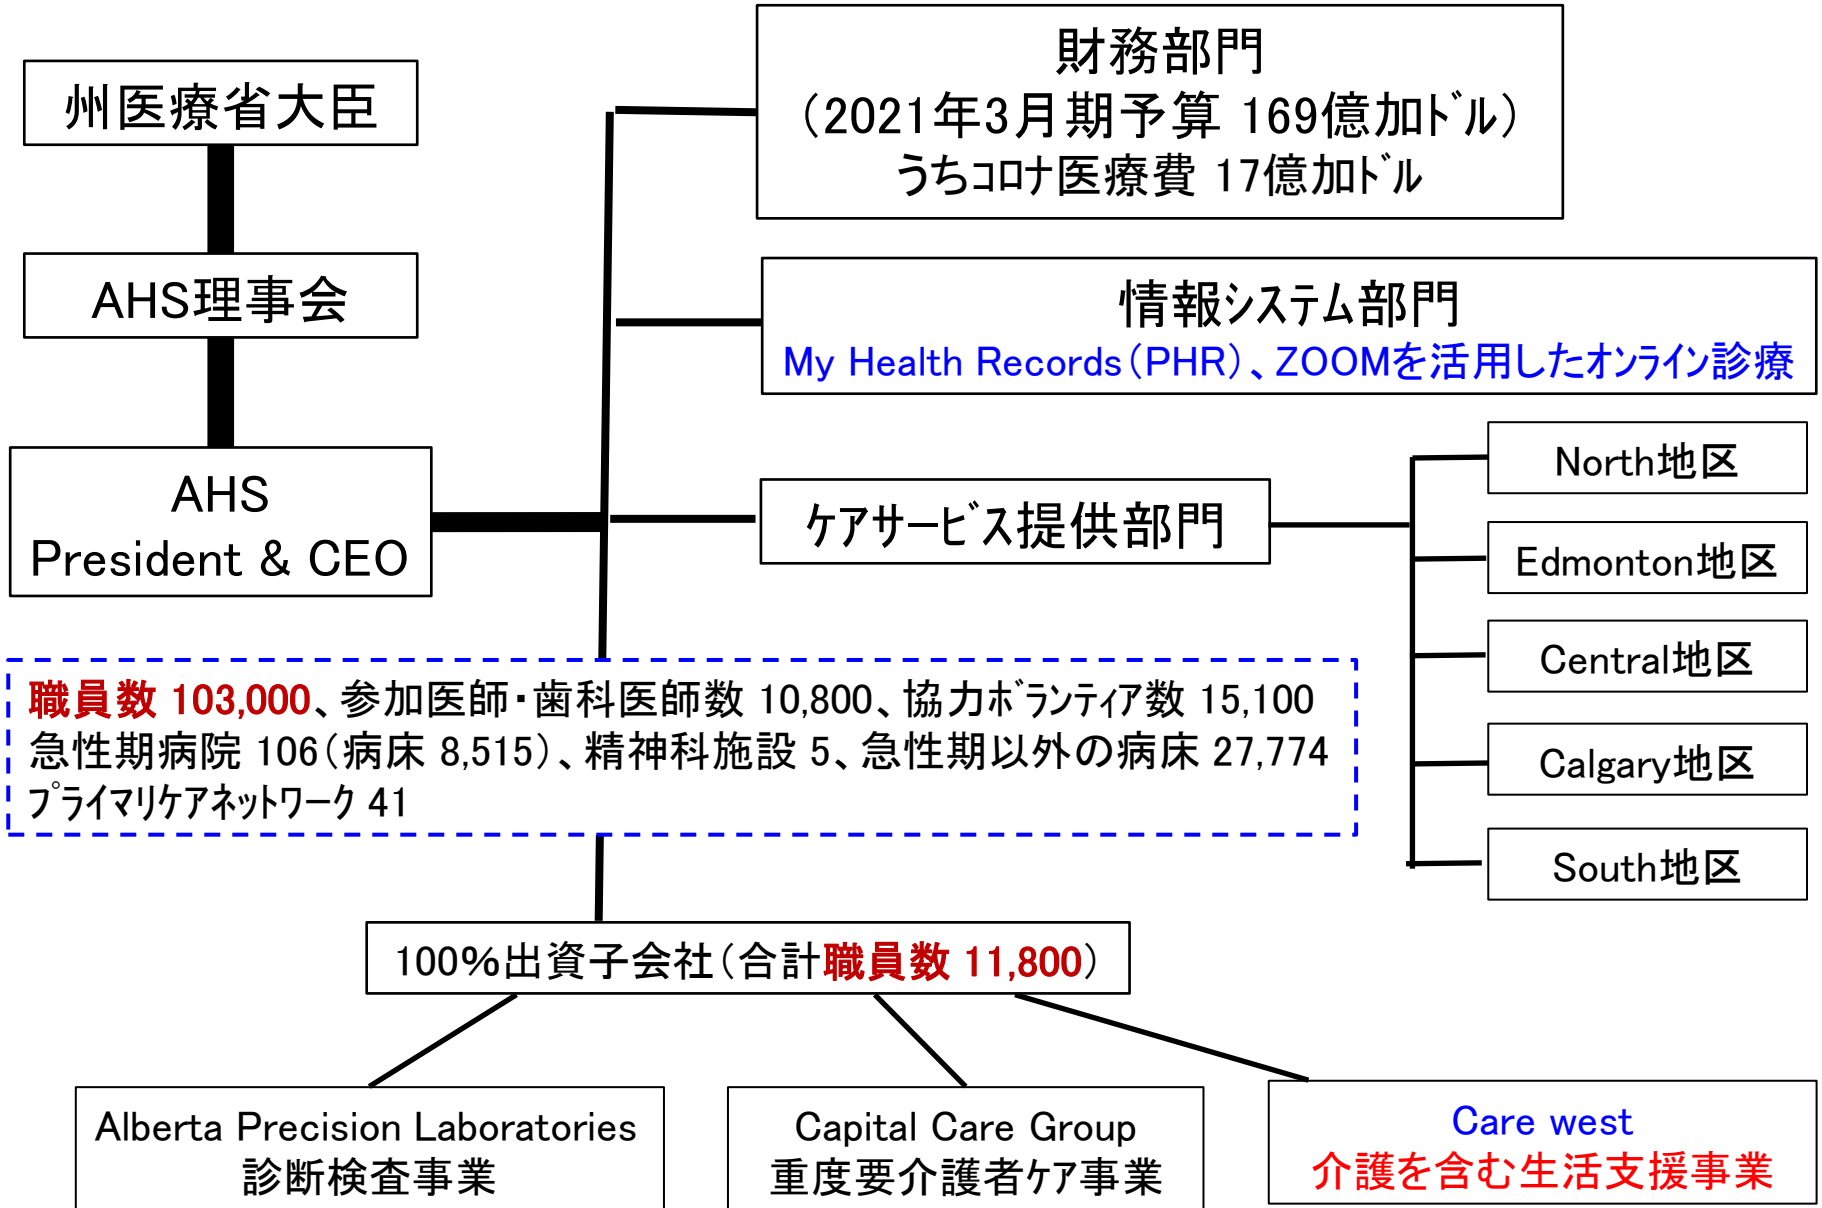 州医療省大臣
AHS理事会
AHS
President & CEO
財務部門
（2021年3月期予算 169億加ﾄﾞﾙ）
うちｺﾛﾅ医療費 17億加ﾄﾞﾙ
情報ｼｽﾃﾑ部門
My Health Records（PHR）、ZOOMを活用したｵﾝﾗｲﾝ診療
ｹｱｻｰﾋﾞｽ提供部門
North地区
Edmonton地区
Central地区
Calgary地区
South地区
職員数 103,000、参加医師・歯科医師数 10,800、協力ﾎﾞﾗﾝﾃｨｱ数 15,100
急性期病院 106（病床 8,515）、精神科施設 5、急性期以外の病床 27,774
ﾌﾟﾗｲﾏﾘｹｱﾈｯﾄﾜｰｸ 41
100%出資子会社（合計職員数 11,800）
Alberta Precision Laboratories
診断検査事業
Capital Care Group
重度要介護者ｹｱ事業
Care west
介護を含む生活支援事業